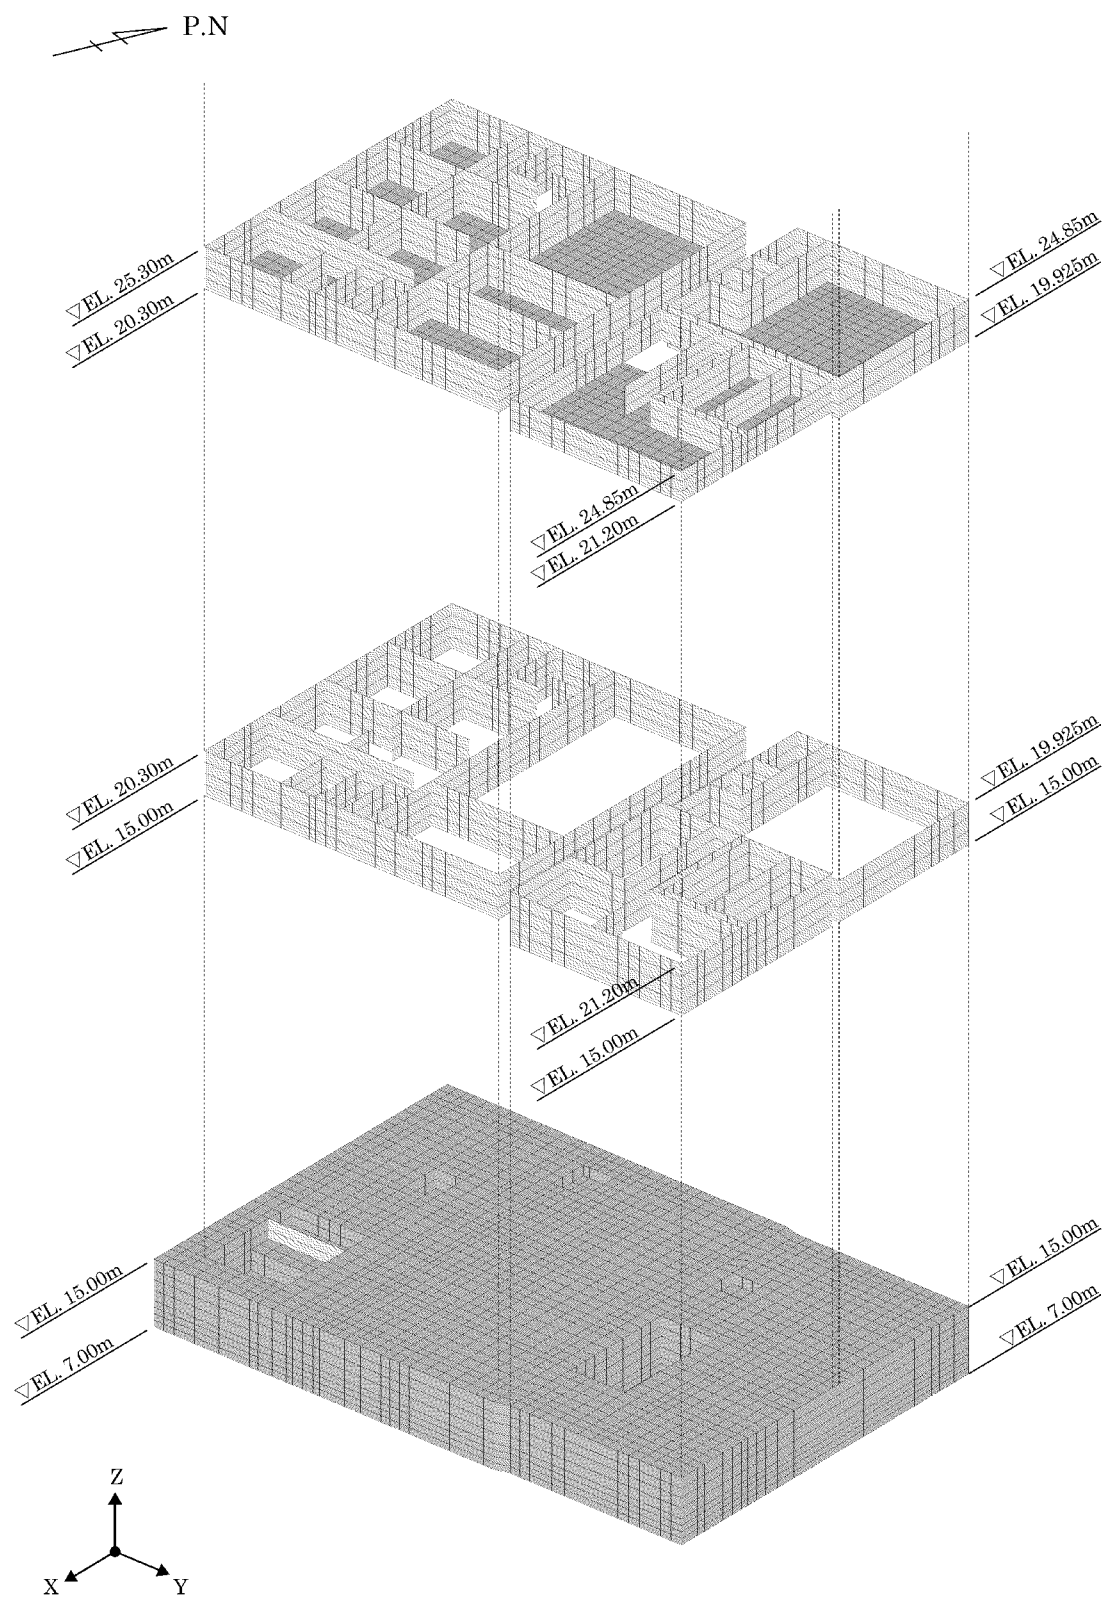 P.N
▽EL. 25.30m
▽EL. 20.30m
▽EL. 24.85m
▽EL. 19.925m
▽EL. 24.85m
▽EL. 21.20m
▽EL. 20.30m
▽EL. 15.00m
▽EL. 19.925m
▽EL. 15.00m
▽EL. 21.20m
▽EL. 15.00m
▽EL. 15.00m
▽EL. 7.00m
▽EL. 15.00m
▽EL. 7.00m
Z
X
Y